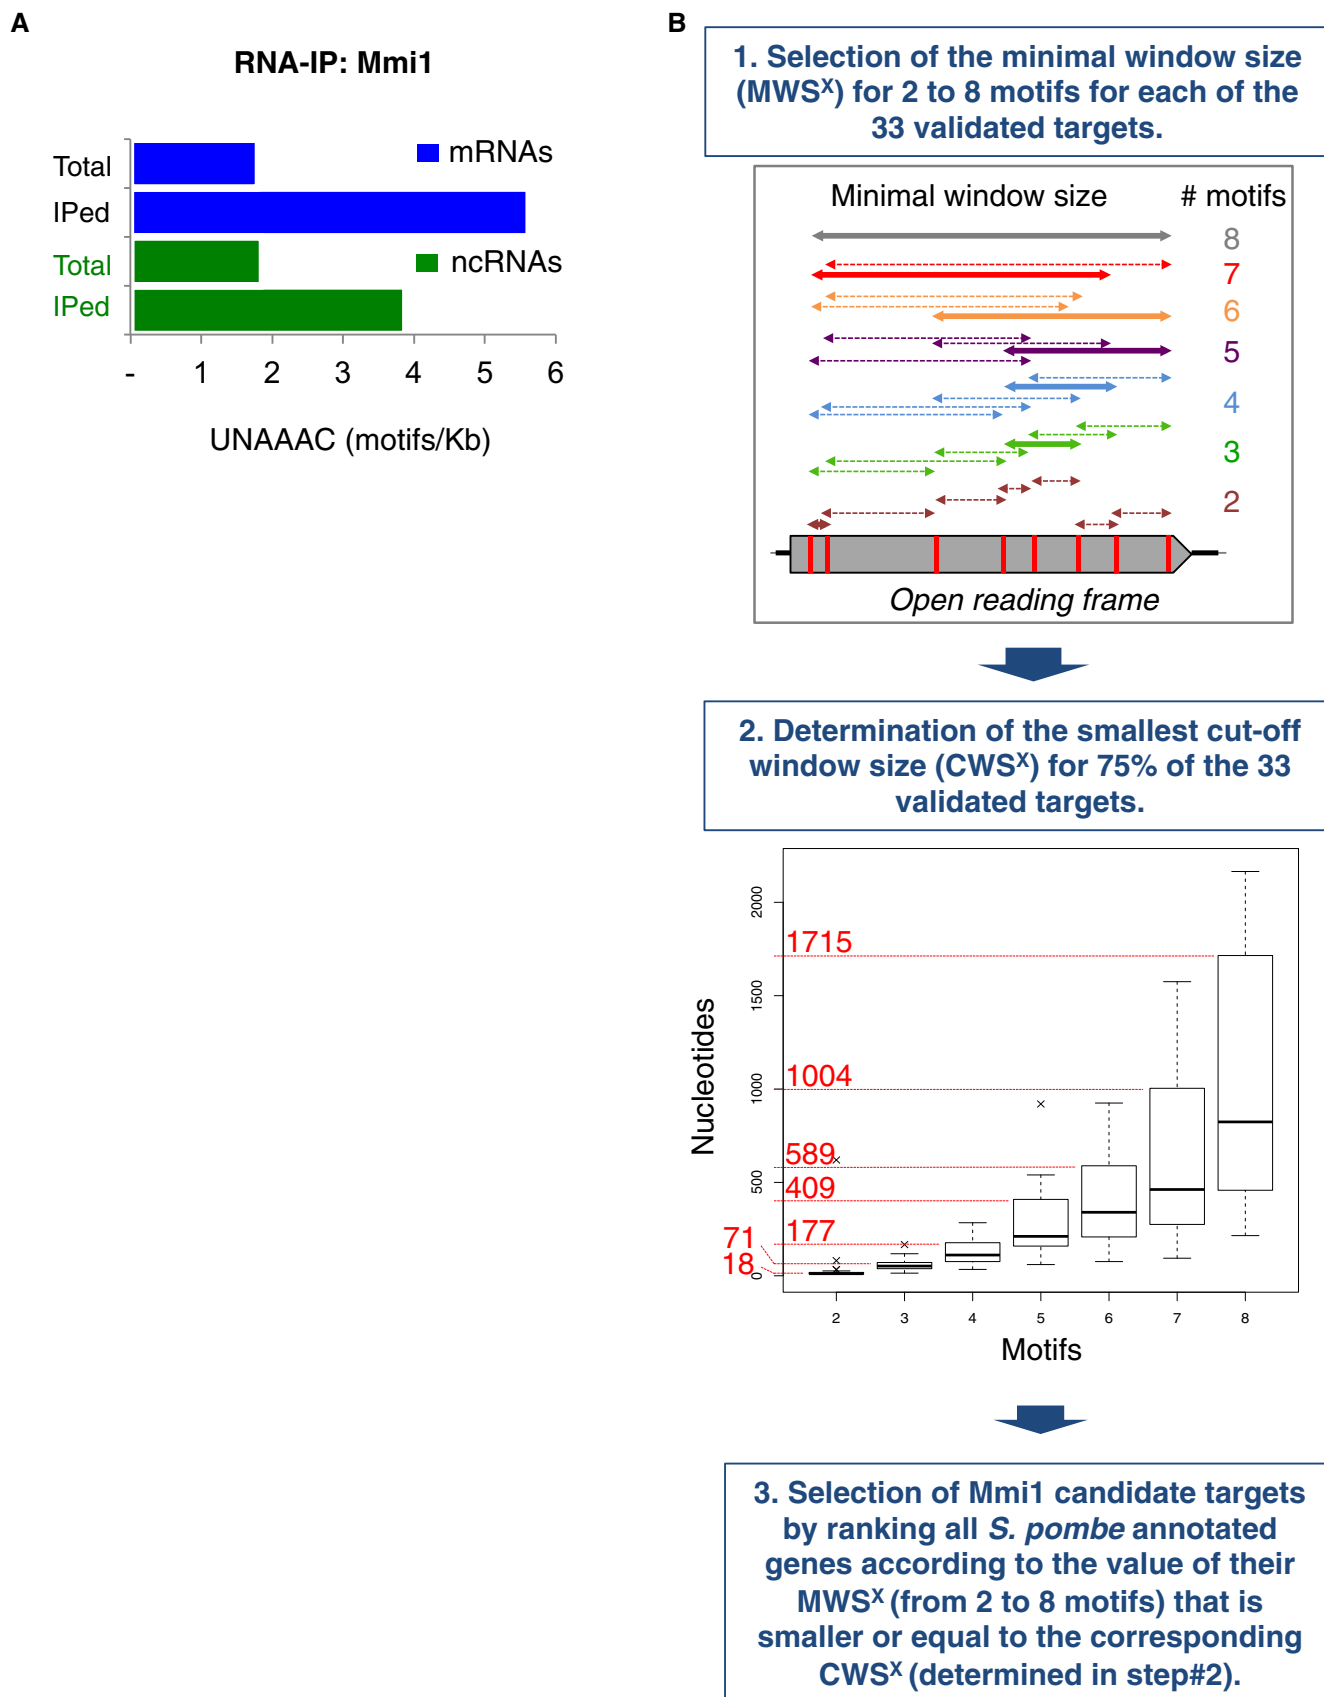 A
RNA-IP: Mmi1
Total
IPed
Total
IPed
mRNAs
ncRNAs
-
1
2
3
4
5
6
UNAAAC (motifs/Kb)
B
1. Selection of the minimal window size
(MWSX) for 2 to 8 motifs for each of the
33 validated targets.
Minimal window size
# motifs
8
7
6
5
4
3
2
Open reading frame
2. Determination of the smallest cut-off
window size (CWSX) for 75% of the 33
validated targets.
Nucleotides
2000
1500
1000
500
0
1715
1004
589
409
177
71
18
2
3
4
5
6
7
8
Motifs
3. Selection of Mmi1 candidate targets
by ranking all S. pombe annotated
genes according to the value of their
MWSX (from 2 to 8 motifs) that is
smaller or equal to the corresponding
CWSX (determined in step#2).